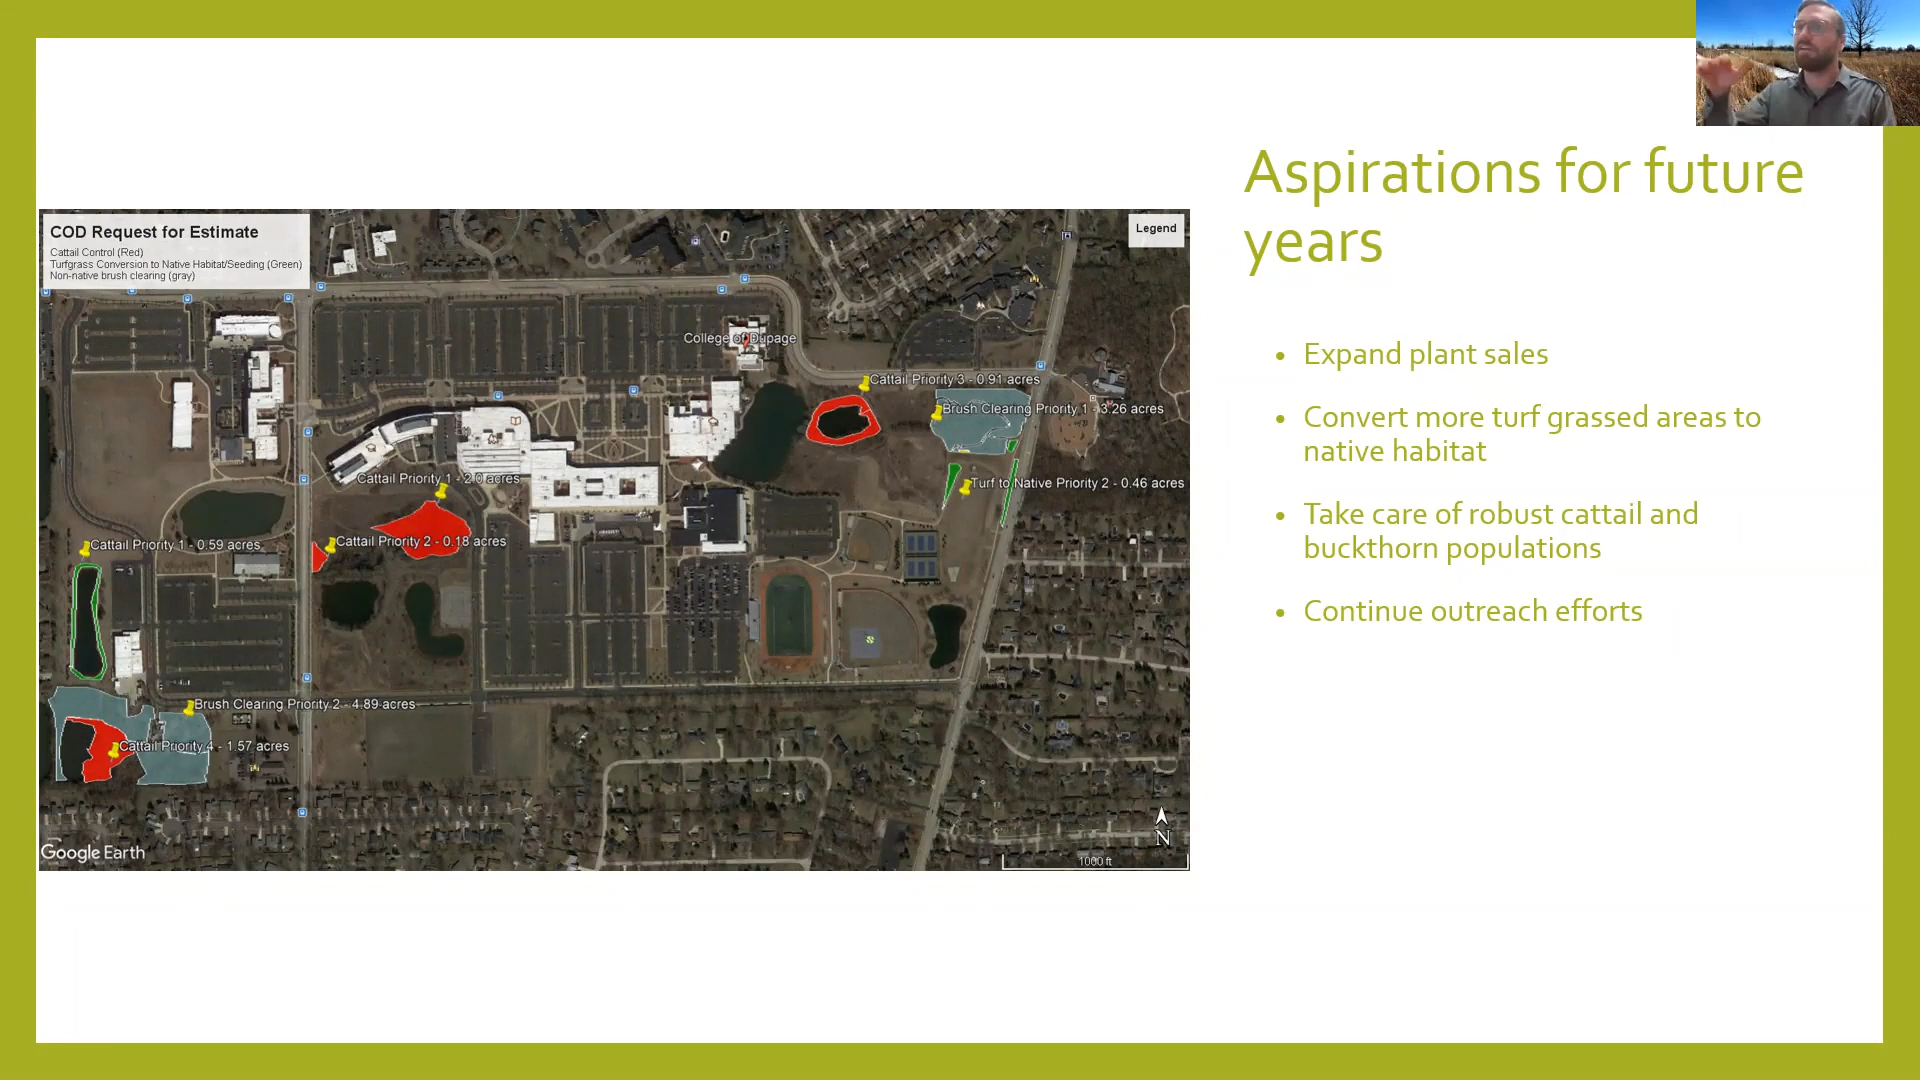 Aspirations for future
years
• Expand plant sales
• Convert more turf grassed areas to
native habitat
• Take care of robust cattail and
buckthorn populations
• Continue outreach efforts
COD Request for Estimate
Cattail Control (Red)
Turfgrass Conversion to Native Habitat/Seeding (Green)
Non-native brush clearing (gray)
Legend
College of Dupage
Cattail Priority 3 - 0.91 acres
Brush Clearing Priority 1 - 3.26 acres
Cattail Priority 1 - 2.0 acres
Turf to Native Priority 2 - 0.46 acres
Cattail Priority 2 - 0.18 acres
Cattail Priority 1 - 0.59 acres
Brush Clearing Priority 2 - 4.89 acres
Cattail Priority 4 - 1.57 acres
N
Google Earth
1000 ft